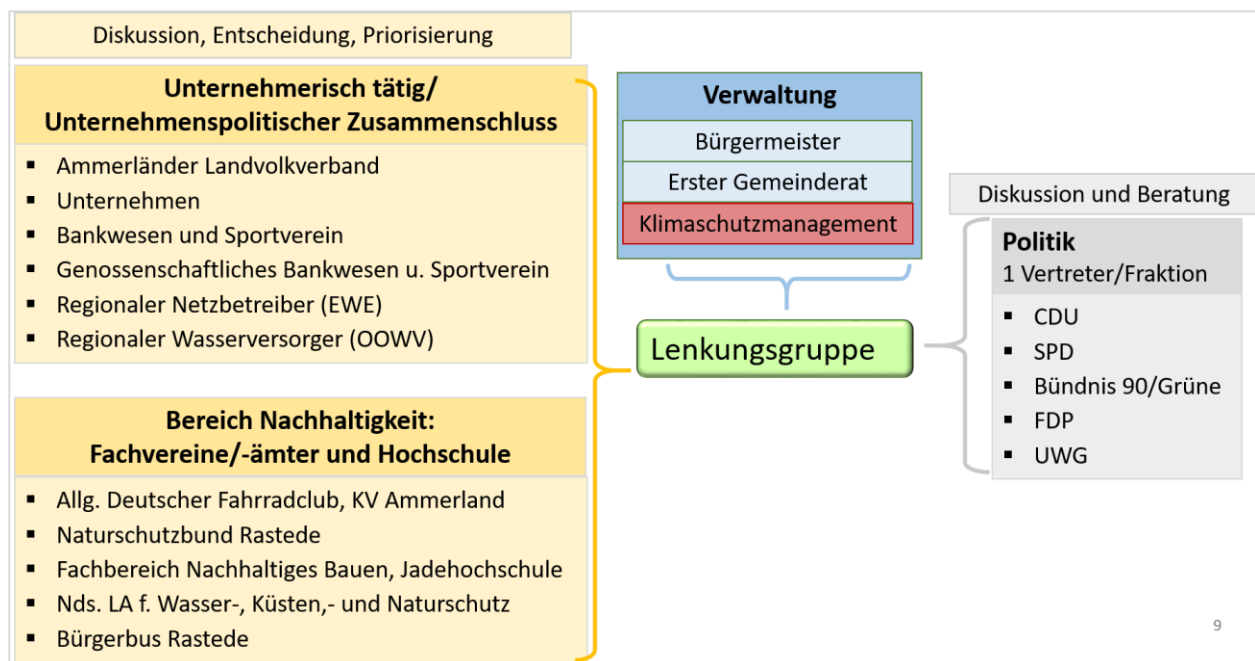 Diskussion, Entscheidung, Priorisierung
Unternehmerisch tätig/
Unternehmenspolitischer Zusammenschluss
▪ Ammerländer Landvolkverband
▪ Unternehmen
▪ Bankwesen und Sportverein
▪ Genossenschaftliches Bankwesen u. Sportverein
▪ Regionaler Netzbetreiber (EWE)
▪ Regionaler Wasserversorger (OOWV)
Bereich Nachhaltigkeit:
Fachvereine/-ämter und Hochschule
▪ Allg. Deutscher Fahrradclub, KV Ammerland
▪ Naturschutzbund Rastede
▪ Fachbereich Nachhaltiges Bauen, Jadehochschule
▪ Nds. LA f. Wasser-, Küsten,- und Naturschutz
▪ Bürgerbus Rastede
Verwaltung
Bürgermeister
Erster Gemeinderat
Klimaschutzmanagement
Lenkungsgruppe
Diskussion und Beratung
Politik
1 Vertreter/Fraktion
▪ CDU
▪ SPD
▪ Bündnis 90/Grüne
▪ FDP
▪ UWG
9